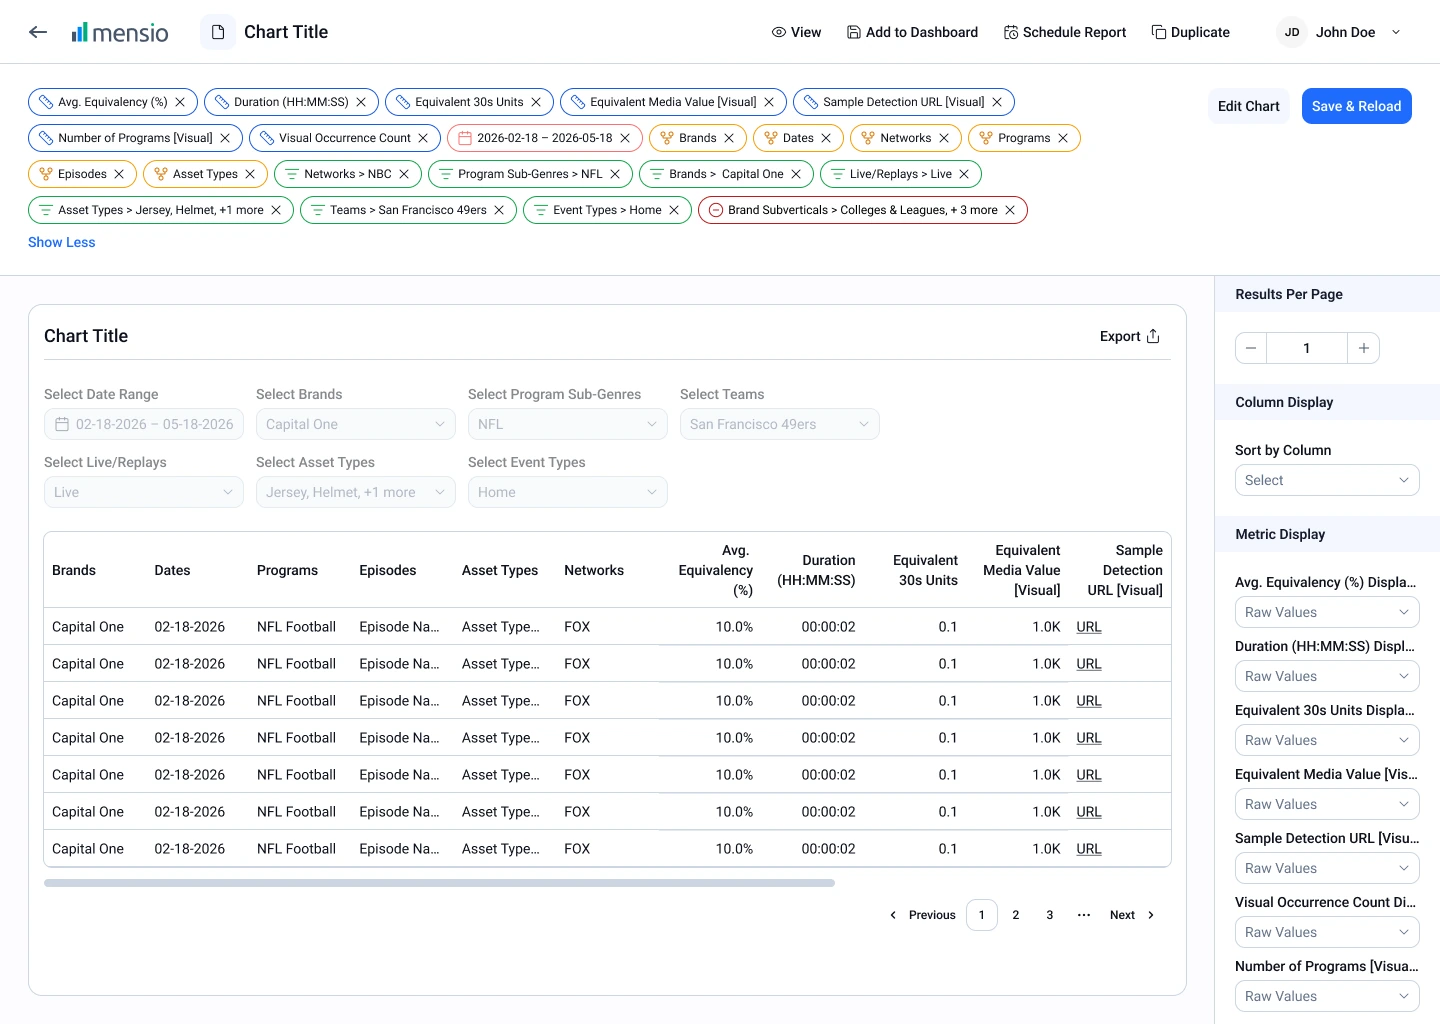 mensio
Chart Title
View
Add to Dashboard
Schedule Report
Duplicate
JD
John Doe
Avg. Equivalency (%)
Duration (HH:MM:SS)
Equivalent 30s Units
Equivalent Media Value [Visual]
Sample Detection URL [Visual]
Edit Chart
Save & Reload
Number of Programs [Visual]
Visual Occurrence Count
2026-02-18 – 2026-05-18
Brands
Dates
Networks
Programs
Episodes
Asset Types
Networks > NBC
Program Sub-Genres > NFL
Brands > Capital One
Live/Replays > Live
Asset Types > Jersey, Helmet, +1 more
Teams > San Francisco 49ers
Event Types > Home
Brand Subverticals > Colleges & Leagues, + 3 more
Show Less
Chart Title
Export
Select Date Range
02-18-2026 – 05-18-2026
Select Brands
Capital One
Select Program Sub-Genres
NFL
Select Teams
San Francisco 49ers
Select Live/Replays
Live
Select Asset Types
Jersey, Helmet, +1 more
Select Event Types
Home
Brands Dates Programs Episodes Asset Types Networks Avg. Equivalency (%) Duration (HH:MM:SS) Equivalent 30s Units Equivalent Media Value [Visual] Sample Detection URL [Visual]
Capital One 02-18-2026 NFL Football Episode Na... Asset Type... FOX 10.0% 00:00:02 0.1 1.0K URL
Capital One 02-18-2026 NFL Football Episode Na... Asset Type... FOX 10.0% 00:00:02 0.1 1.0K URL
Capital One 02-18-2026 NFL Football Episode Na... Asset Type... FOX 10.0% 00:00:02 0.1 1.0K URL
Capital One 02-18-2026 NFL Football Episode Na... Asset Type... FOX 10.0% 00:00:02 0.1 1.0K URL
Capital One 02-18-2026 NFL Football Episode Na... Asset Type... FOX 10.0% 00:00:02 0.1 1.0K URL
Capital One 02-18-2026 NFL Football Episode Na... Asset Type... FOX 10.0% 00:00:02 0.1 1.0K URL
Capital One 02-18-2026 NFL Football Episode Na... Asset Type... FOX 10.0% 00:00:02 0.1 1.0K URL
Previous 1 2 3 ... Next
Results Per Page
1
Column Display
Sort by Column
Select
Metric Display
Avg. Equivalency (%) Displa...
Raw Values
Duration (HH:MM:SS) Displ...
Raw Values
Equivalent 30s Units Displa...
Raw Values
Equivalent Media Value [Vis...
Raw Values
Sample Detection URL [Visu...
Raw Values
Visual Occurrence Count Di...
Raw Values
Number of Programs [Visua...
Raw Values